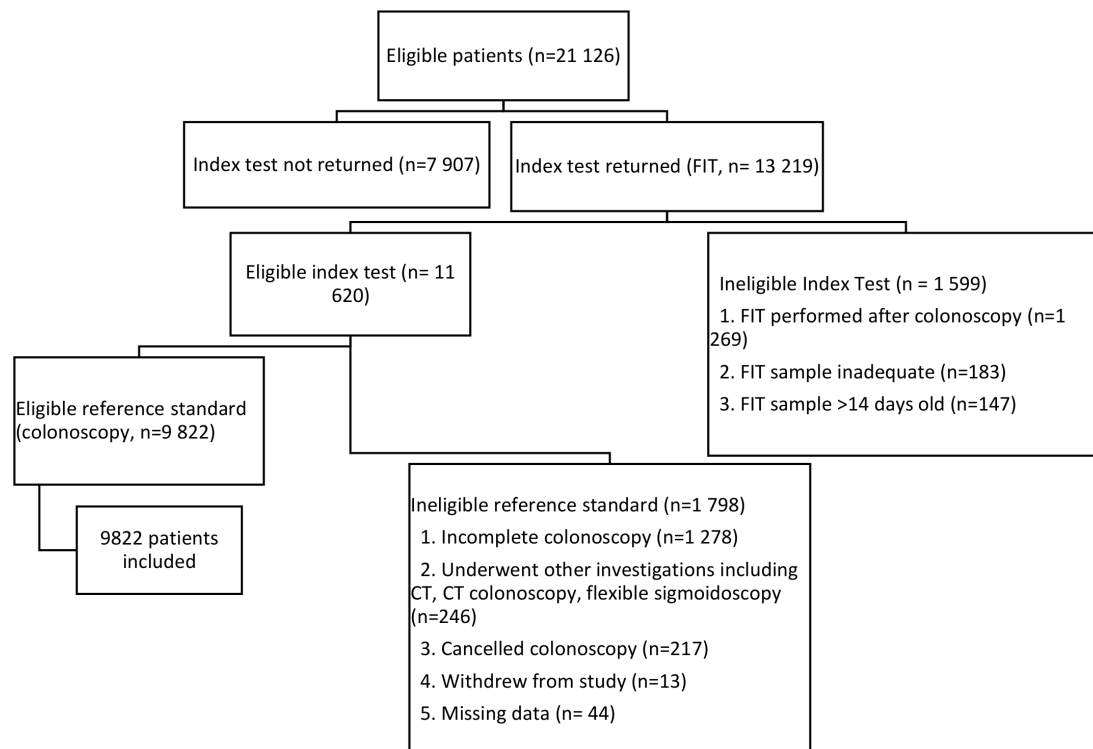 Eligible patients (n=21 126)
Index test not returned (n=7 907)
Index test returned (FIT, n= 13 219)
Eligible index test (n= 11
620)
Ineligible Index Test (n = 1 599)
1. FIT performed after colonoscopy (n=1
269)
2. FIT sample inadequate (n=183)
3. FIT sample >14 days old (n=147)
Eligible reference standard
(colonoscopy, n=9 822)
9822 patients
included
Ineligible reference standard (n=1 798)
1. Incomplete colonoscopy (n=1 278)
2. Underwent other investigations including
CT, CT colonoscopy, flexible sigmoidoscopy
(n=246)
3. Cancelled colonoscopy (n=217)
4. Withdrew from study (n=13)
5. Missing data (n= 44)